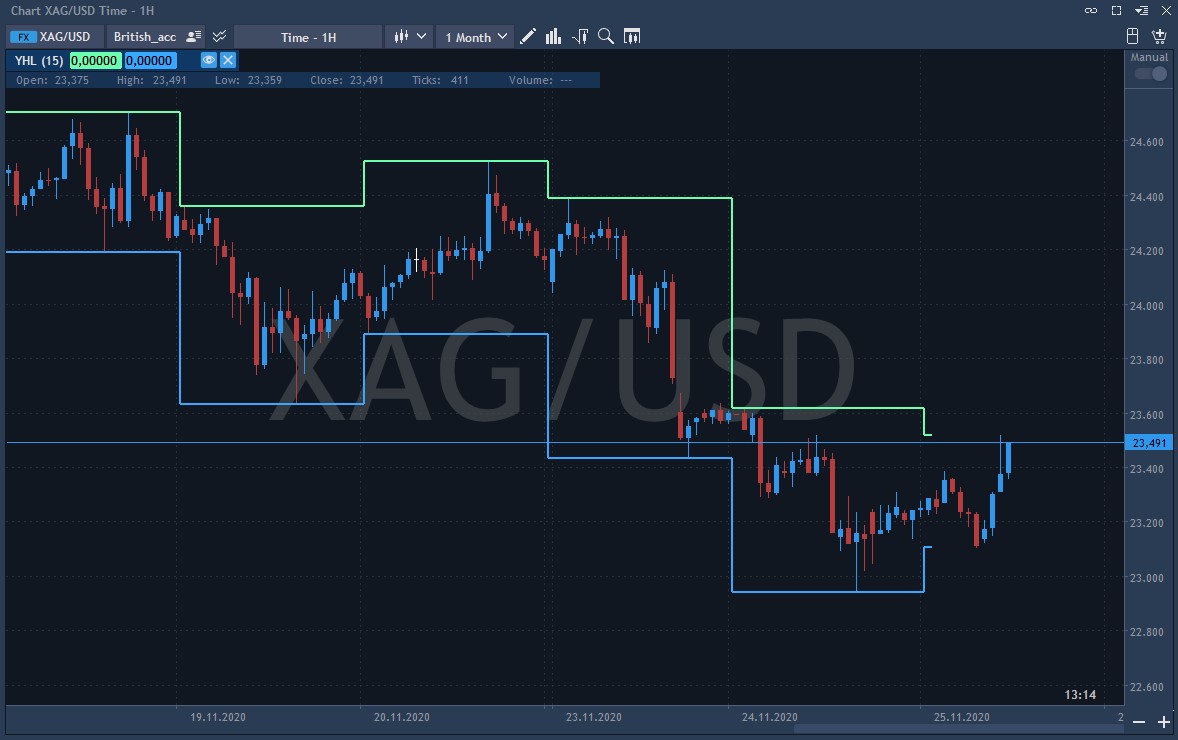 Chart XAG/USD Time - 1H
FX XAG/USD British_acc Time - 1H 1 Month
YHL (15) 0,00000 0,00000
Open: 23,375 High: 23,491 Low: 23,359 Close: 23,491 Ticks: 411 Volume: ---
Manual
24.600
24.400
24.200
24.000
23.800
23.600
23,491
23.400
23.200
23.000
22.800
22.600
XAG/USD
13:14
19.11.2020 20.11.2020 23.11.2020 24.11.2020 25.11.2020 2